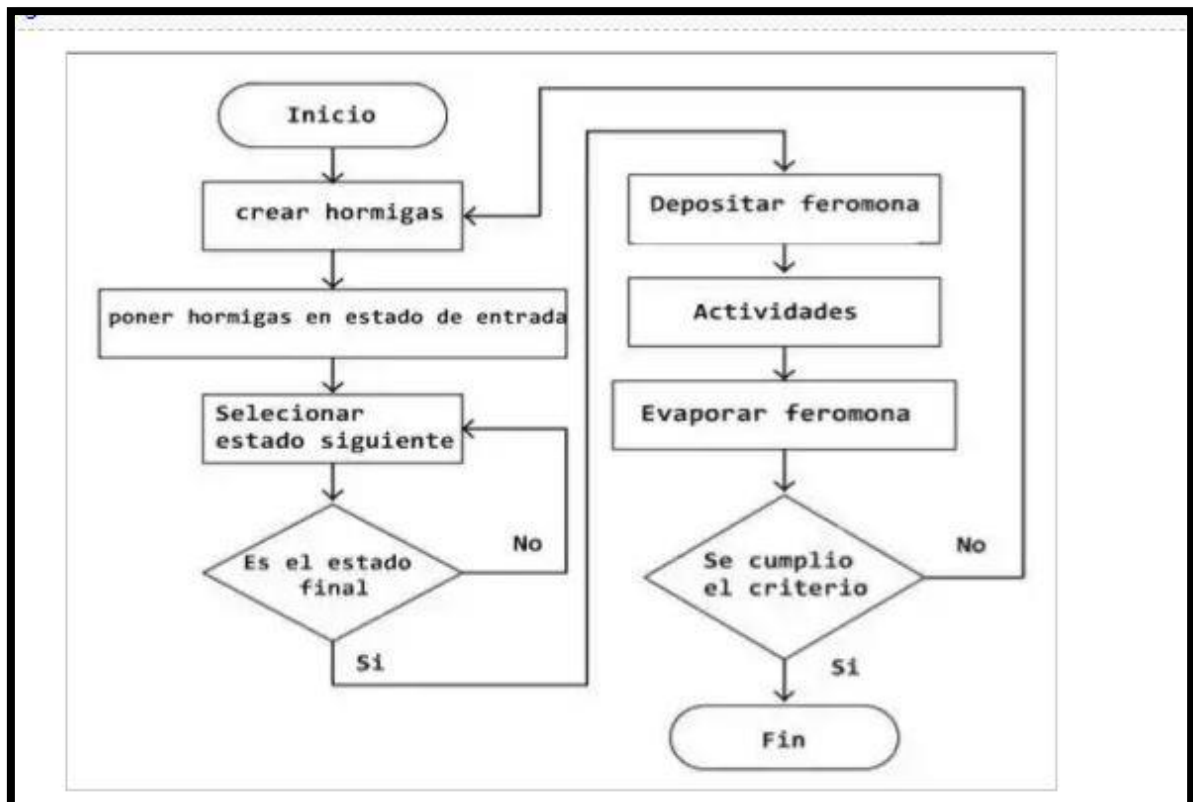 Inicio
crear hormigas
poner hormigas en estado de entrada
Selecionar
estado siguiente
Es el estado
final
No
Si
Depositar feromona
Actividades
Evaporar feromona
Se cumplio
el criterio
No
Si
Fin